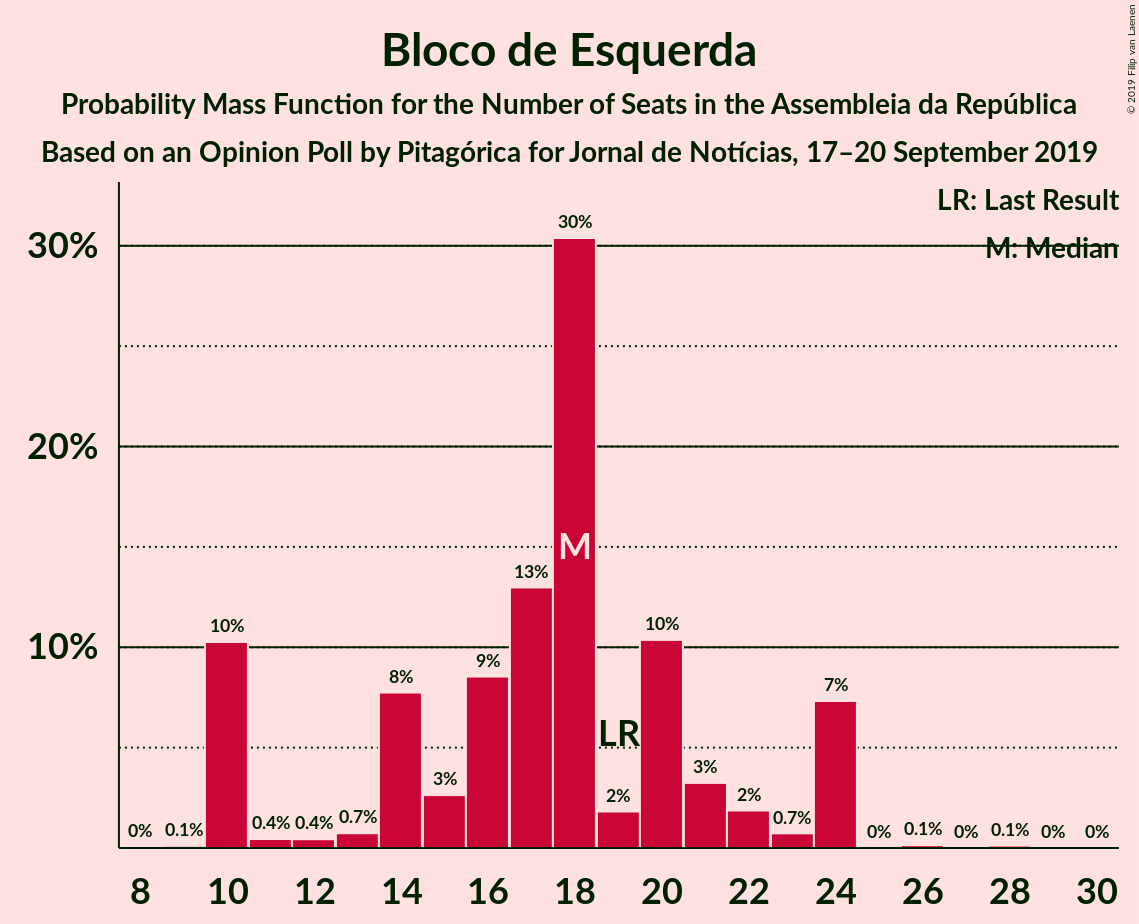 Bloco de Esquerda
Probability Mass Function for the Number of Seats in the Assembleia da República
Based on an Opinion Poll by Pitagórica for Jornal de Notícias, 17–20 September 2019
© 2019 Filip van Laenen
LR: Last Result
M: Median
30%
20%
10%
0%
0.1%
10%
0.4%
0.4%
0.7%
8%
3%
9%
13%
30%
M
LR
2%
10%
3%
2%
0.7%
7%
0%
0.1%
0%
0.1%
0%
0%
8 10 12 14 16 18 20 22 24 26 28 30